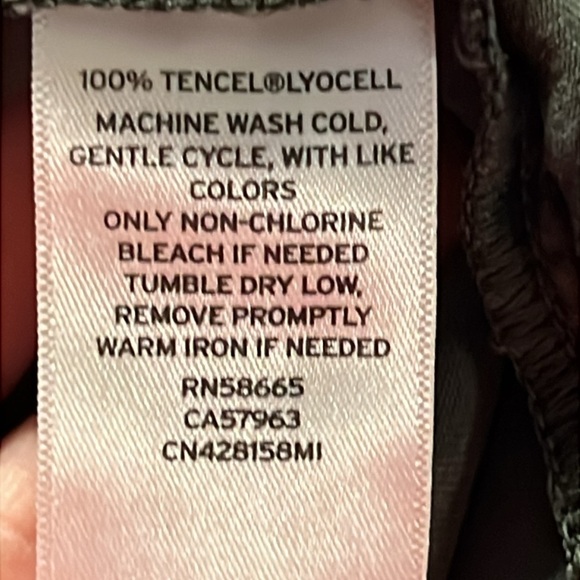 100% TENCEL®LYOCELL
MACHINE WASH COLD,
GENTLE CYCLE, WITH LIKE
COLORS
ONLY NON-CHLORINE
BLEACH IF NEEDED
TUMBLE DRY LOW,
REMOVE PROMPTLY
WARM IRON IF NEEDED
RN58665
CA57963
CN428158MI